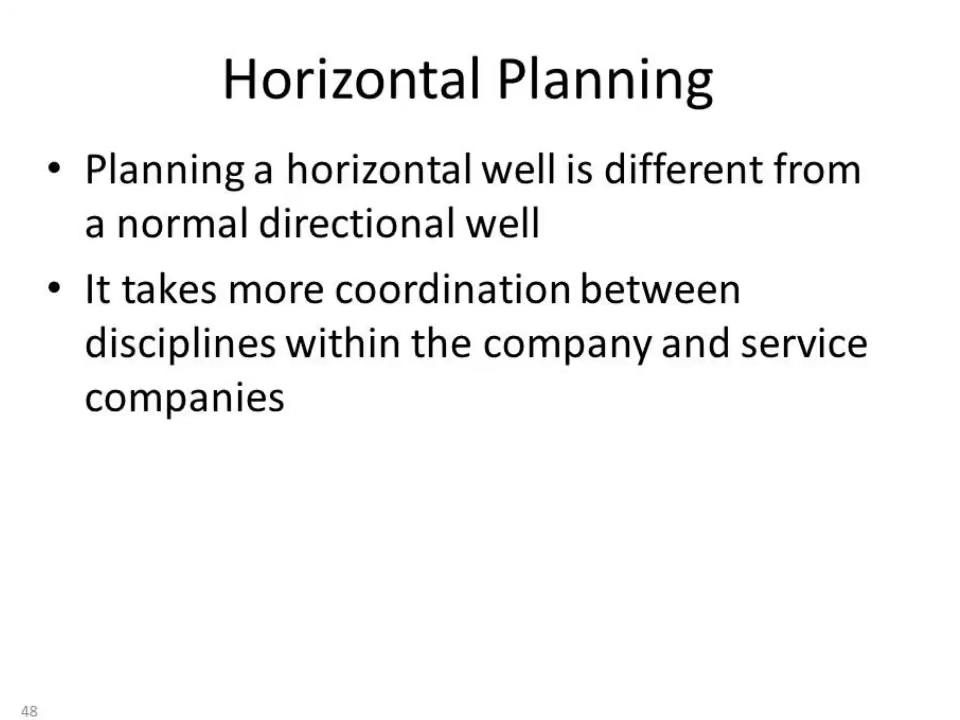 Horizontal Planning
• Planning a horizontal well is different from
a normal directional well
• It takes more coordination between
disciplines within the company and service
companies
48